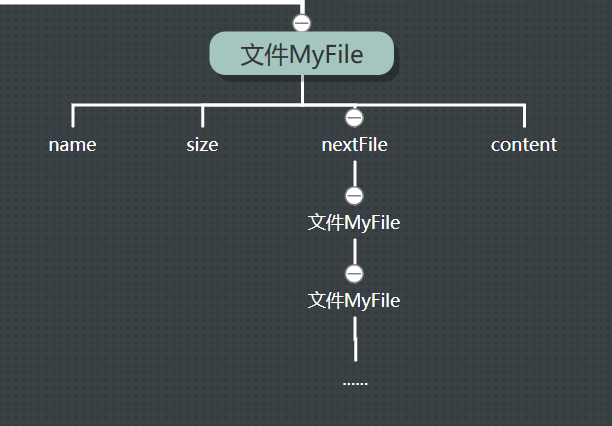 文件MyFile
name
size
nextFile
content
文件MyFile
文件MyFile
......